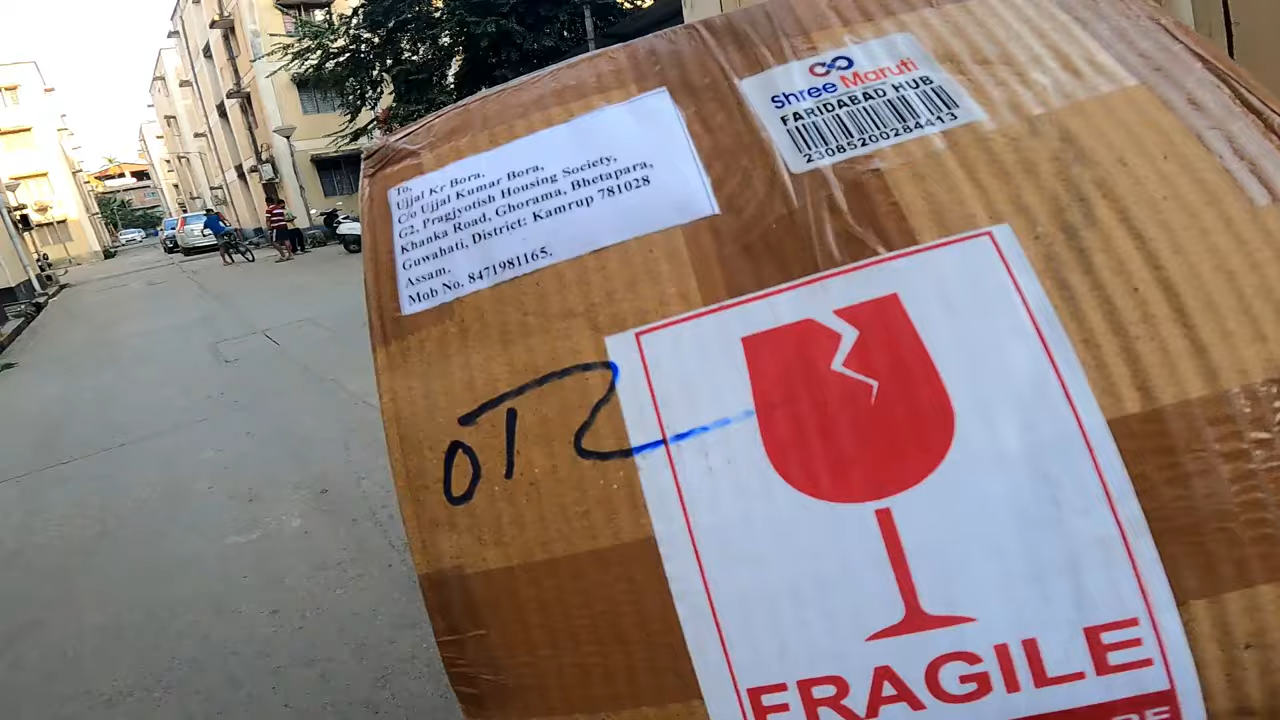 To,
Ujjal Kr Bora,
C/o Ujjal Kumar Bora,
G2, Pragjyotish Housing Society,
Khanka Road, Ghorama, Bhetapara,
Guwahati, District: Kamrup 781028
Assam.
Mob No. 8471981165.
Shree Maruti
FARIDABAD HUB
23085200284413
FRAGILE